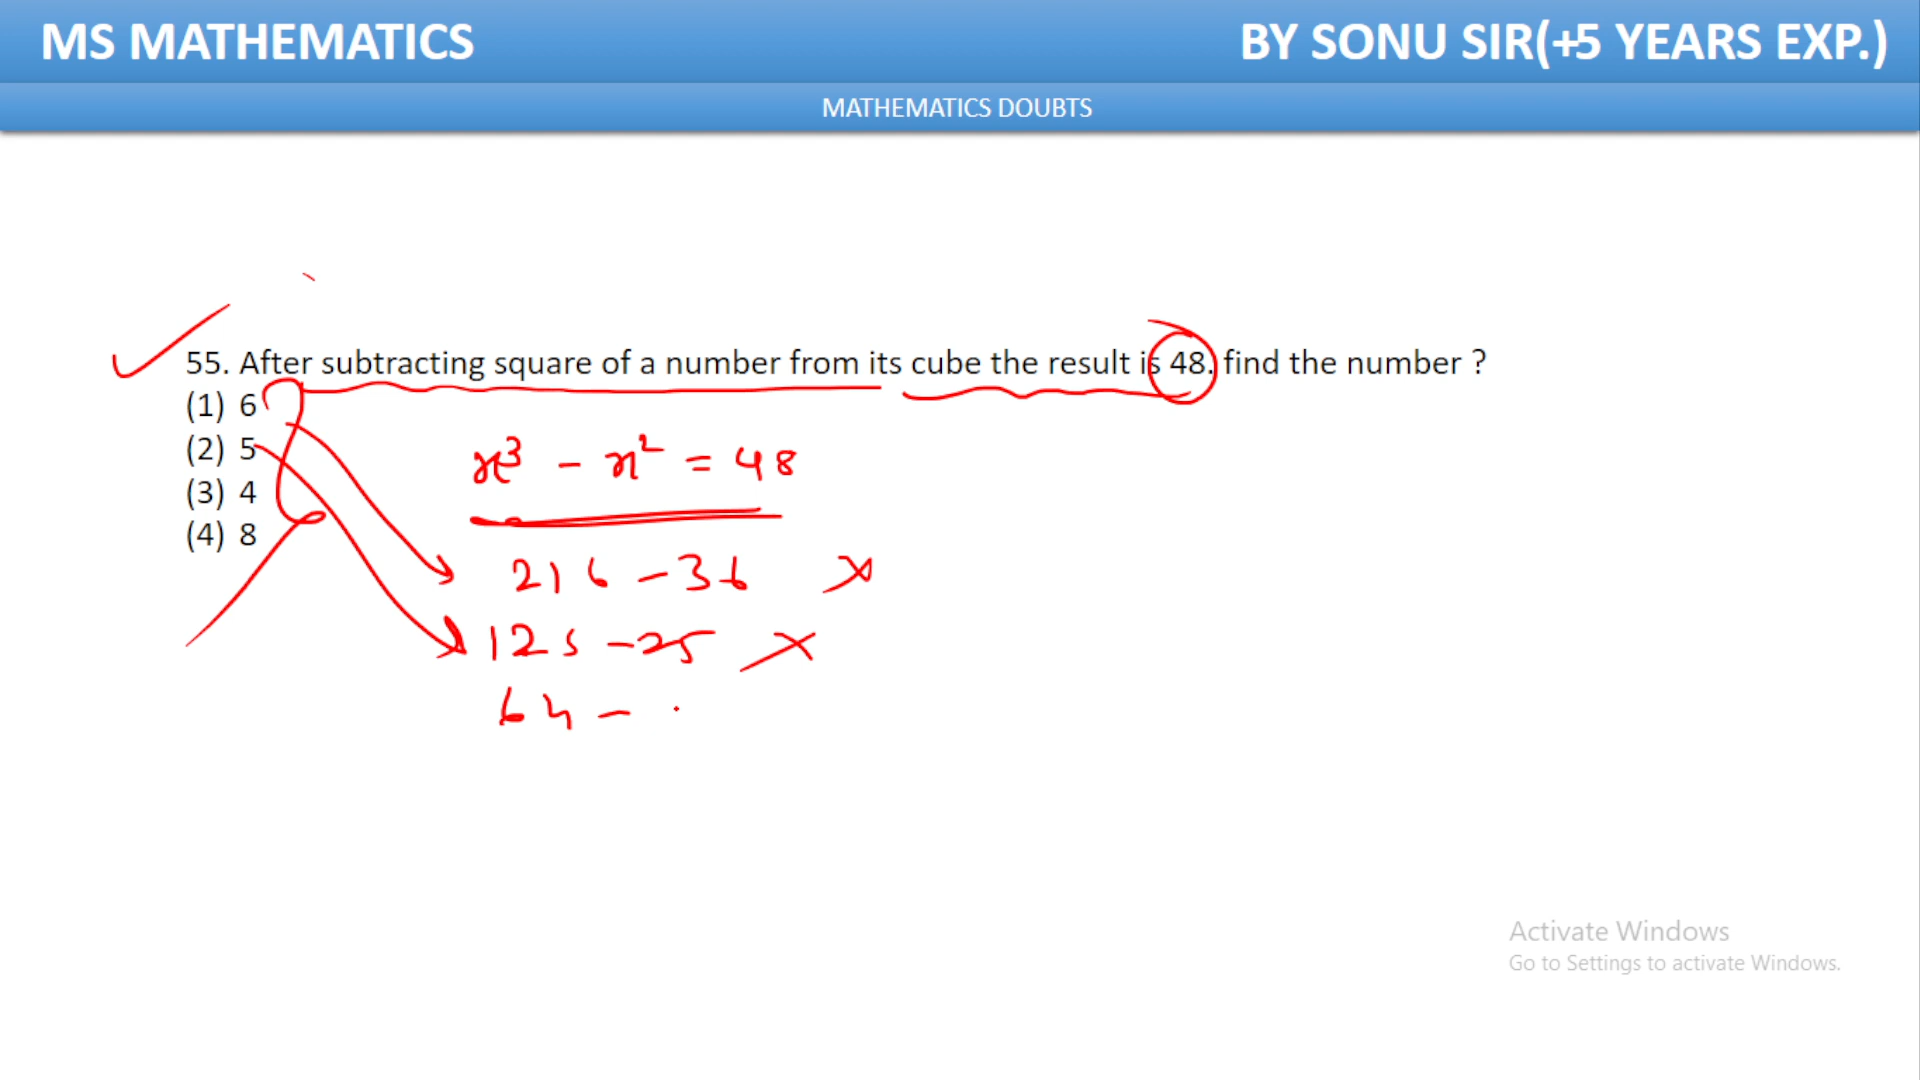 MS MATHEMATICS
BY SONU SIR(+5 YEARS EXP.)
MATHEMATICS DOUBTS
55. After subtracting square of a number from its cube the result is 48. find the number ?
(1) 6
(2) 5
(3) 4
(4) 8
x³ - x² = 48
216 - 36 ×
125 - 25 ×
64 -
Activate Windows
Go to Settings to activate Windows.